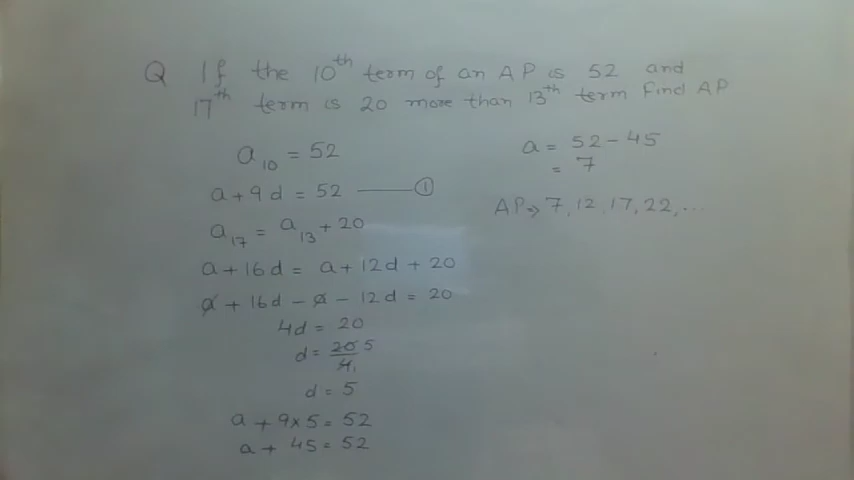 Q If the 10th term of an AP is 52 and
17th term is 20 more than 13th term Find AP
a10 = 52
a + 9d = 52 —— ①
a17 = a13 + 20
a + 16d = a + 12d + 20
a + 16d - a - 12d = 20
4d = 20
d = 20/4 5
1
d = 5
a + 9 x 5 = 52
a + 45 = 52
a = 52 - 45
= 7
AP => 7, 12, 17, 22, ...